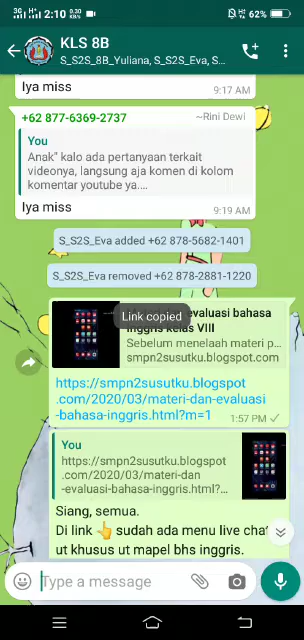 3G H+ 2:10 0.30 KB/S 62%
KLS 8B
S_S2S_8B_Yuliana, S_S2S_Eva, S...
Iya miss
9:17 AM
+62 877-6369-2737 ~Rini Dewi
You
Anak" kalo ada pertanyaan terkait
videonya, langsung aja komen di kolom
komentar youtube ya....
Iya miss
9:19 AM
S_S2S_Eva added +62 878-5682-1401
S_S2S_Eva removed +62 878-2881-1220
evaluasi bahasa
inggris kelas VIII
Link copied
Sebelum menelaah materi p...
smpn2susutku.blogspot.com
https://smpn2susutku.blogspot
.com/2020/03/materi-dan-evaluasi
-bahasa-inggris.html?m=1
1:57 PM
You
https://smpn2susutku.blogspot
.com/2020/03/materi-dan
-evaluasi-bahasa-inggris.html?...
Siang, semua.
Di link 👆 sudah ada menu live chat
ut khusus ut mapel bhs inggris.
Type a message